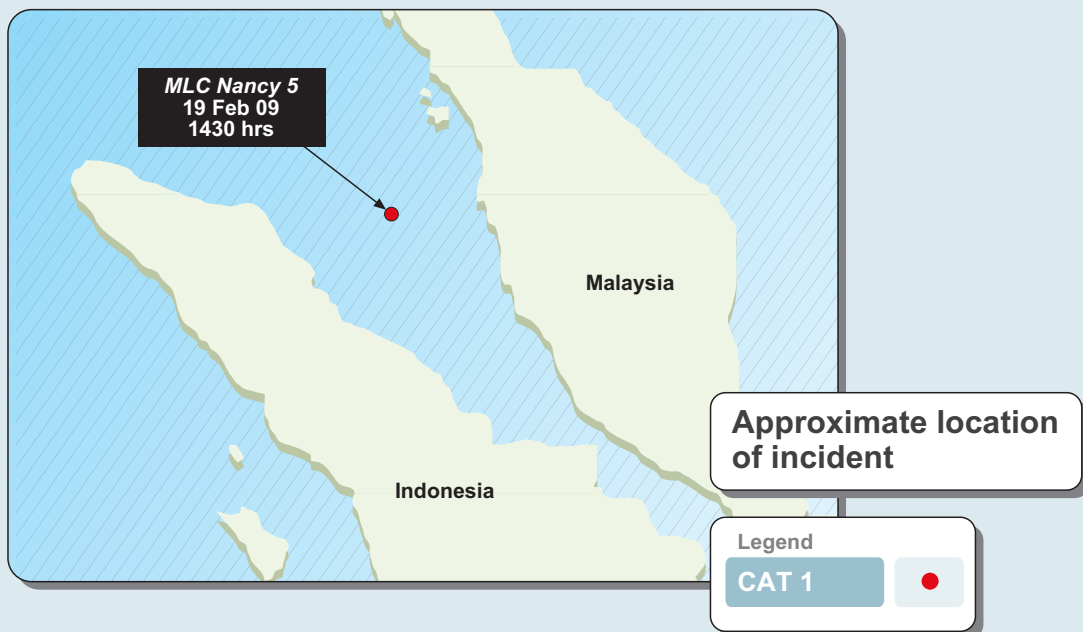 MLC Nancy 5
19 Feb 09
1430 hrs
Malaysia
Indonesia
Approximate location
of incident
Legend
CAT 1